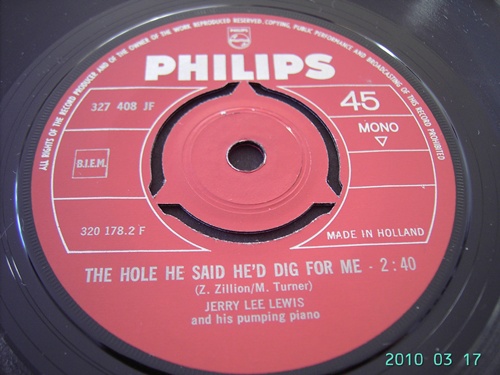 ALL RIGHTS OF THE RECORD PRODUCER AND OF THE OWNER OF THE WORK REPRODUCED RESERVED. COPYING, PUBLIC PERFORMANCE AND BROADCASTING OF THIS RECORD PROHIBITED
PHILIPS
PHILIPS
327 408 JF
45
MONO
B.I.E.M.
320 178.2 F
MADE IN HOLLAND
THE HOLE HE SAID HE'D DIG FOR ME - 2:40
(Z. Zillion/M. Turner)
JERRY LEE LEWIS
and his pumping piano
2010 03 17